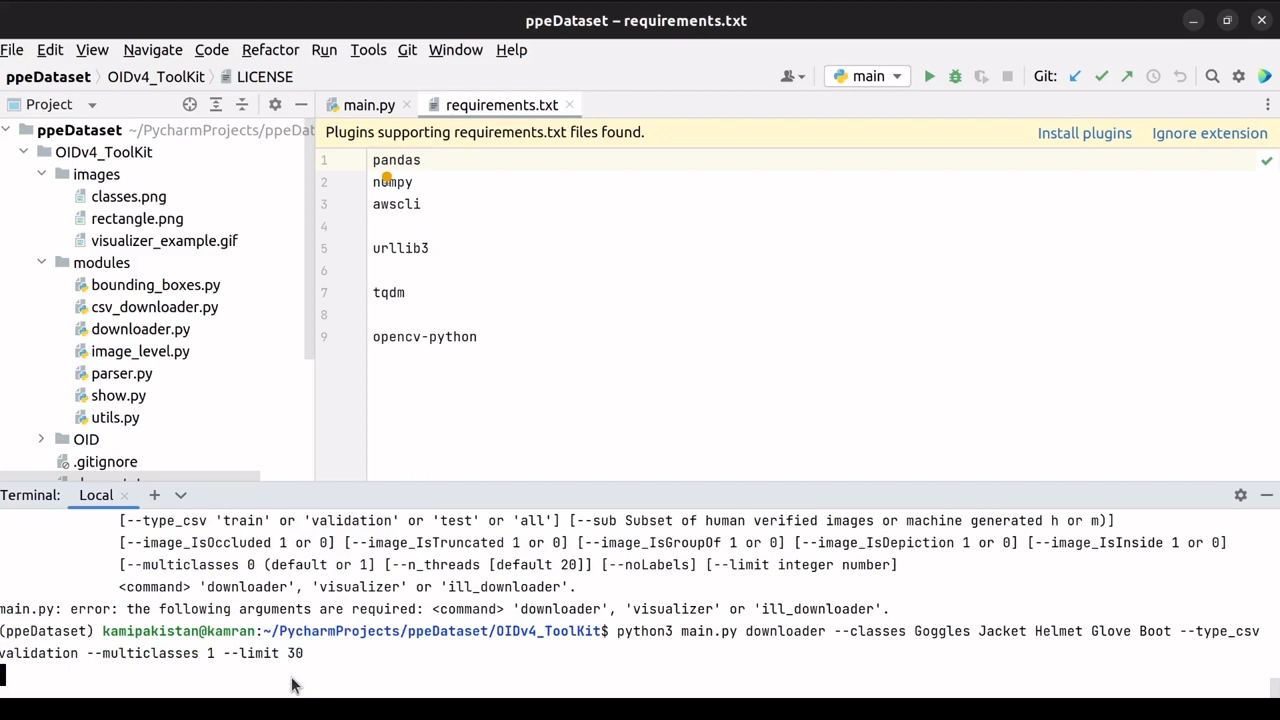 ppeDataset – requirements.txt
File Edit View Navigate Code Refactor Run Tools Git Window Help
ppeDataset OIDv4_ToolKit LICENSE main Git:
Project main.py requirements.txt
ppeDataset ~/PycharmProjects/ppeDat
Plugins supporting requirements.txt files found. Install plugins Ignore extension
OIDv4_ToolKit
1 pandas
images
2 numpy
classes.png
3 awscli
rectangle.png
4
visualizer_example.gif
5 urllib3
modules
6
bounding_boxes.py
7 tqdm
csv_downloader.py
8
downloader.py
9 opencv-python
image_level.py
parser.py
show.py
utils.py
OID
.gitignore
Terminal: Local
[--type_csv 'train' or 'validation' or 'test' or 'all'] [--sub Subset of human verified images or machine generated h or m)]
[--image_IsOccluded 1 or 0] [--image_IsTruncated 1 or 0] [--image_IsGroupOf 1 or 0] [--image_IsDepiction 1 or 0] [--image_IsInside 1 or 0]
[--multiclasses 0 (default or 1] [--n_threads [default 20]] [--noLabels] [--limit integer number]
<command> 'downloader', 'visualizer' or 'ill_downloader'.
main.py: error: the following arguments are required: <command> 'downloader', 'visualizer' or 'ill_downloader'.
(ppeDataset) kamipakistan@kamran:~/PycharmProjects/ppeDataset/OIDv4_ToolKit$ python3 main.py downloader --classes Goggles Jacket Helmet Glove Boot --type_csv
validation --multiclasses 1 --limit 30